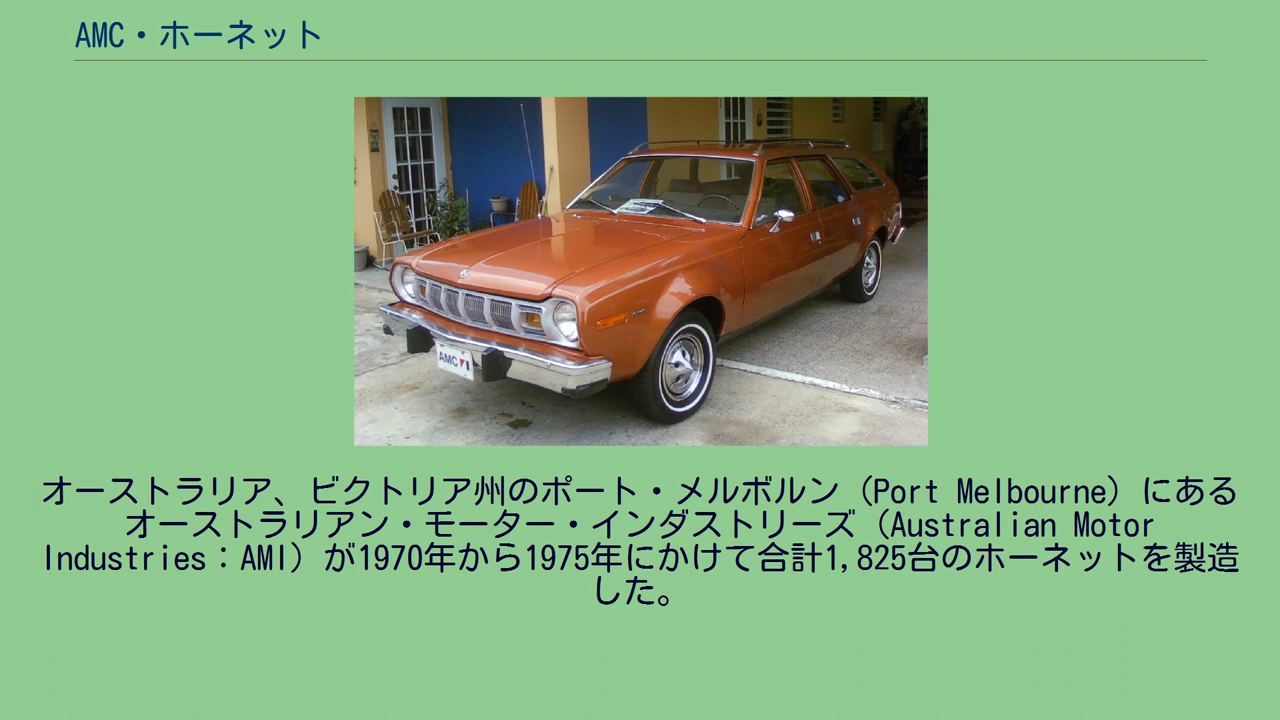 AMC・ホーネット
AMC
オーストラリア、ビクトリア州のポート・メルボルン（Port Melbourne）にある
オーストラリアン・モーター・インダストリーズ（Australian Motor
Industries：AMI）が1970年から1975年にかけて合計1,825台のホーネットを製造
した。